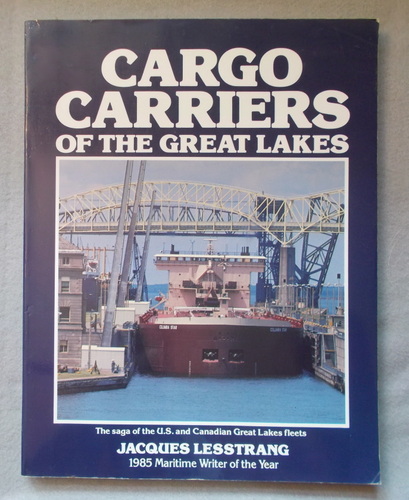 CARGO
CARRIERS
OF THE GREAT LAKES
The saga of the U.S. and Canadian Great Lakes fleets
JACQUES LESSTRANG
1985 Maritime Writer of the Year